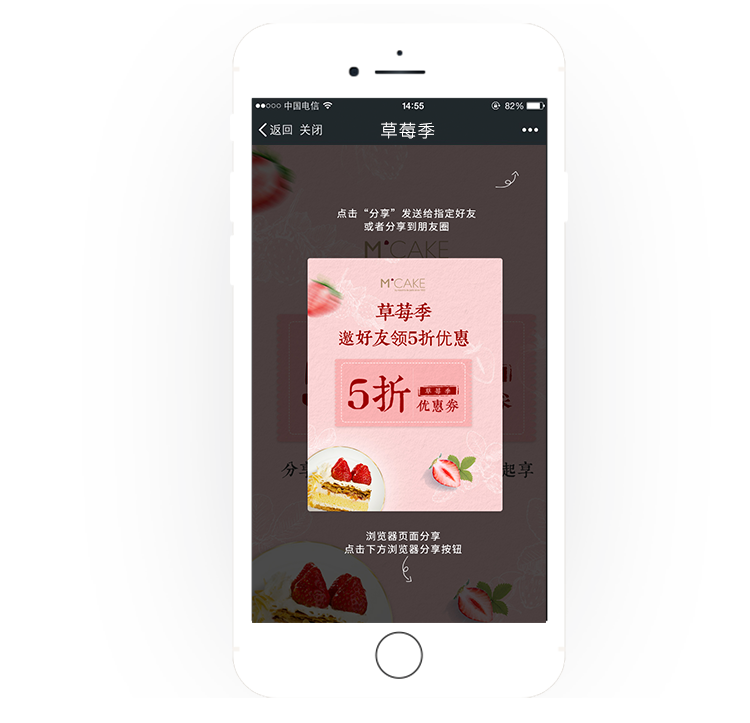 中国电信
14:55
82%
返回 关闭
草莓季
点击“分享”发送给指定好友
或者分享到朋友圈
M CAKE
M CAKE
草莓季
邀好友领5折优惠
5折
草莓季
优惠券
分享
起享
浏览器页面分享
点击下方浏览器分享按钮